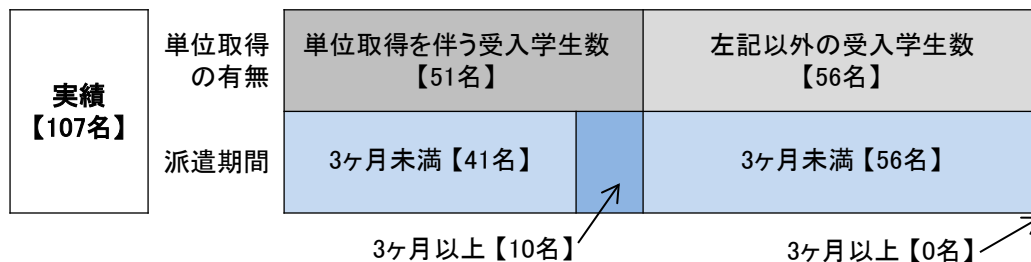 実績
【107名】
単位取得
の有無
単位取得を伴う受入学生数
【51名】
左記以外の受入学生数
【56名】
派遣期間
3ヶ月未満【41名】
3ヶ月未満【56名】
3ヶ月以上【10名】
3ヶ月以上【0名】